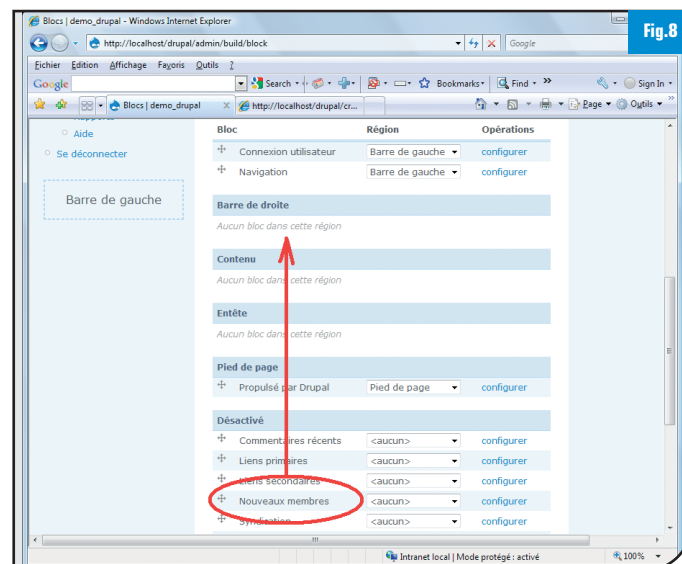 Blocs | demo_drupal - Windows Internet Explorer
Fig.8
http://localhost/drupal/admin/build/block
Google
Fichier Edition Affichage Favoris Outils ?
Google Search Bookmarks Find Sign In
Blocs | demo_drupal http://localhost/drupal/cr... Page Outils
Aide
Se déconnecter
Barre de gauche
Bloc Région Opérations
Connexion utilisateur Barre de gauche configurer
Navigation Barre de gauche configurer
Barre de droite
Aucun bloc dans cette région
Contenu
Aucun bloc dans cette région
Entête
Aucun bloc dans cette région
Pied de page
Propulsé par Drupal Pied de page configurer
Désactivé
Commentaires récents <aucun> configurer
Liens primaires <aucun> configurer
Liens secondaires <aucun> configurer
Nouveaux membres <aucun> configurer
Syndication <aucun> configurer
Intranet local | Mode protégé : activé 100%